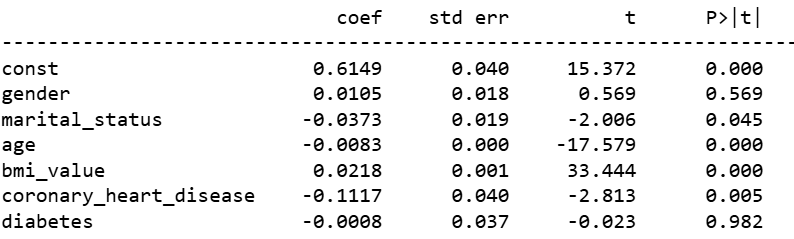 coef std err t P>|t|
--------------------------------------------------------------------
const 0.6149 0.040 15.372 0.000
gender 0.0105 0.018 0.569 0.569
marital_status -0.0373 0.019 -2.006 0.045
age -0.0083 0.000 -17.579 0.000
bmi_value 0.0218 0.001 33.444 0.000
coronary_heart_disease -0.1117 0.040 -2.813 0.005
diabetes -0.0008 0.037 -0.023 0.982